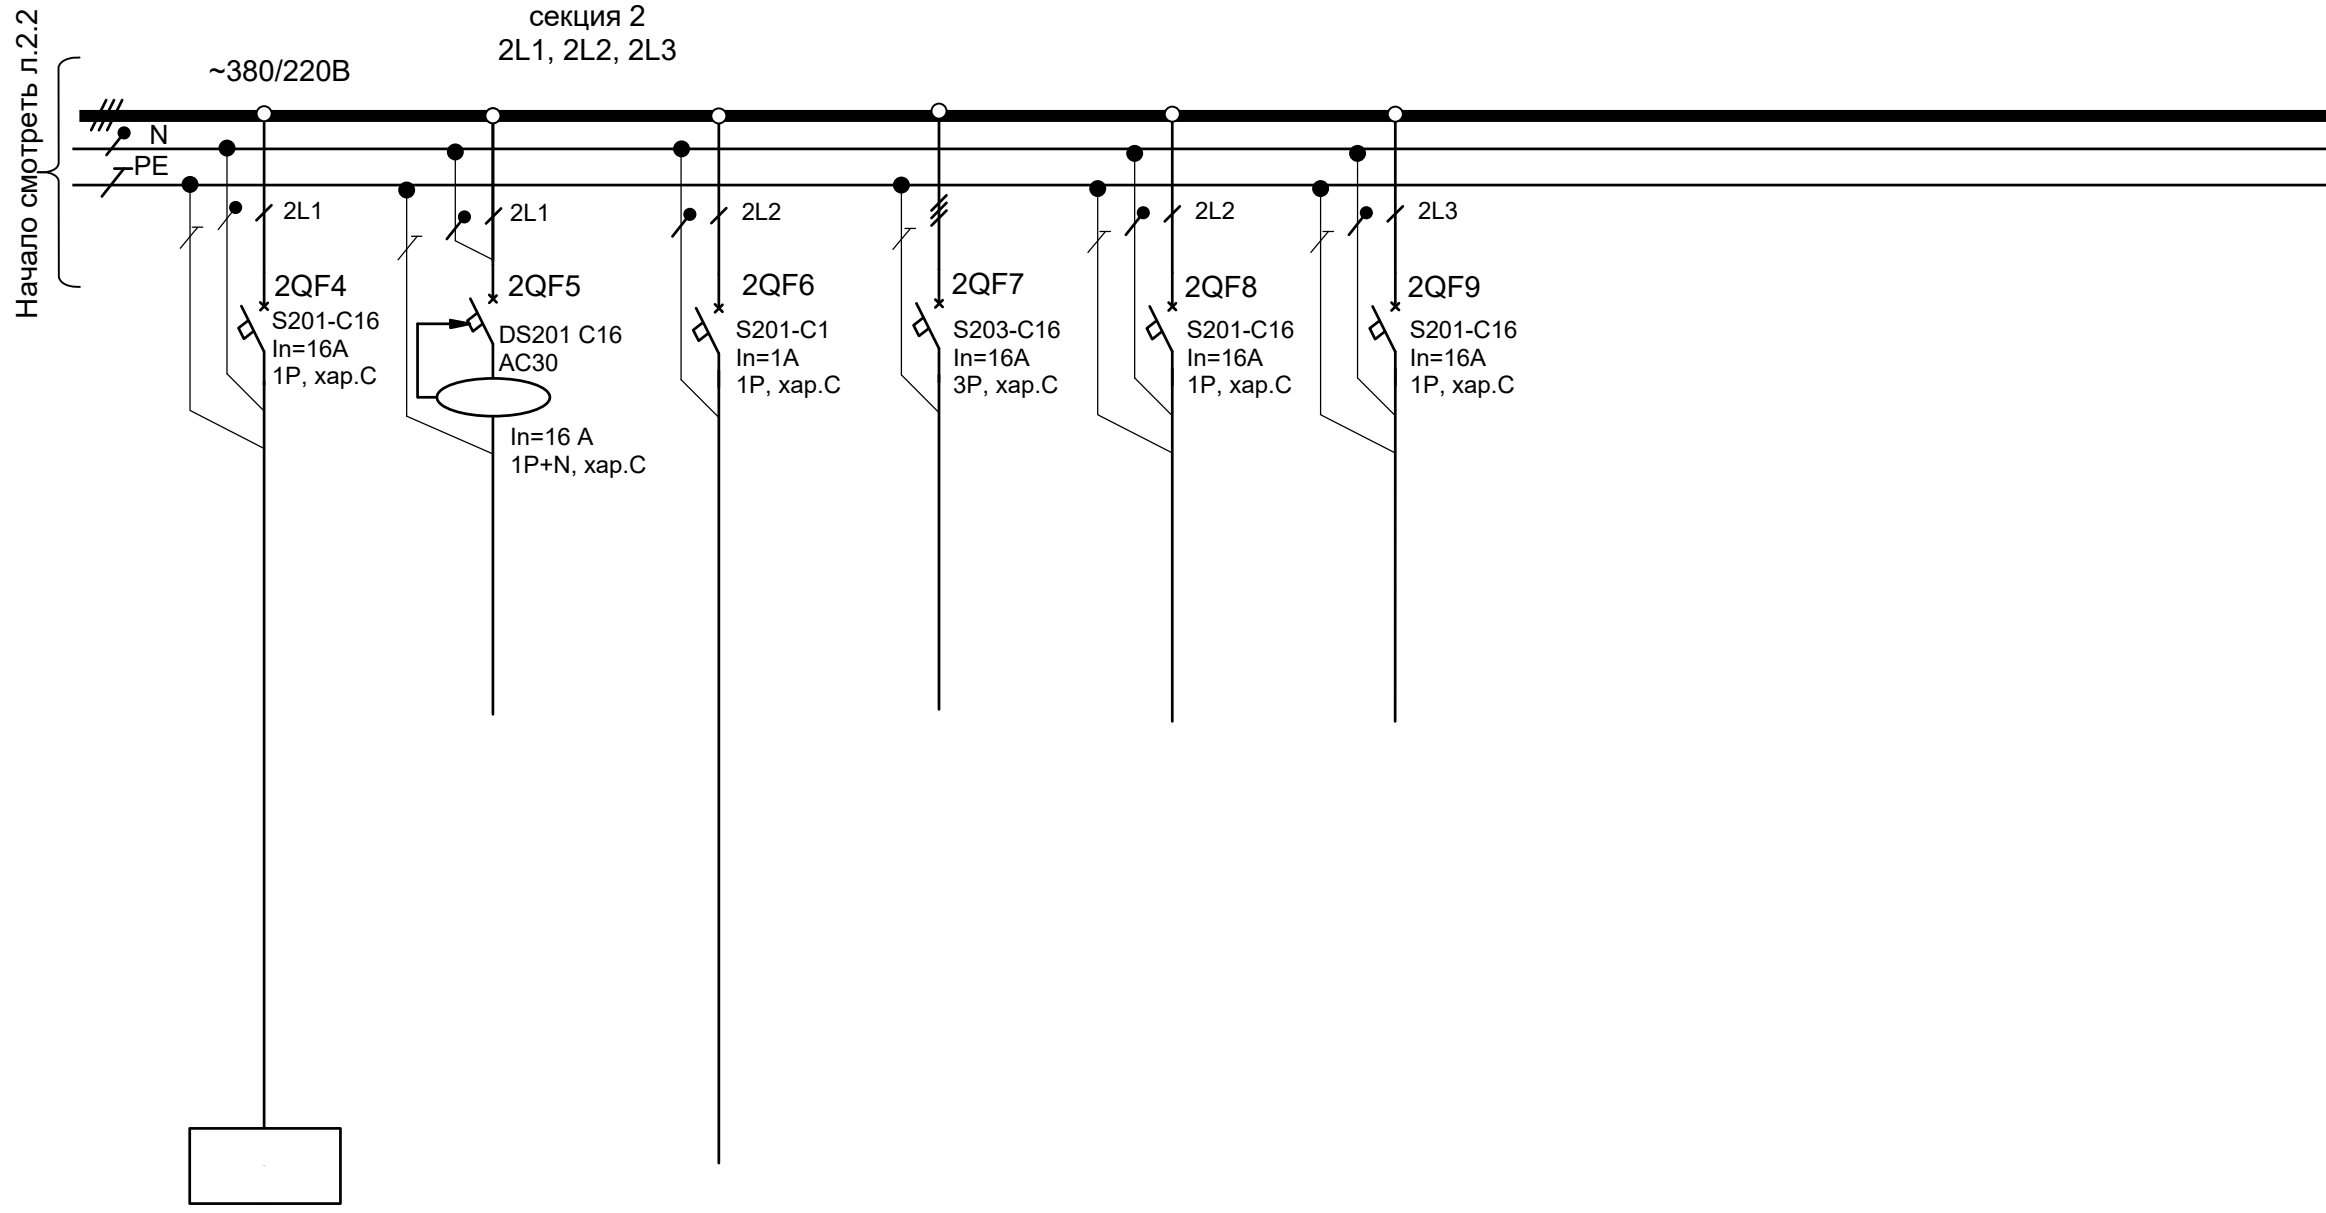 секция 2
2L1, 2L2, 2L3
~380/220В
Начало смотреть л.2.2
N
PE
2L1
2L1
2L2
2L2
2L3
2QF4
S201-C16
In=16A
1P, хар.С
2QF5
DS201 C16
AC30
In=16 A
1P+N, хар.С
2QF6
S201-C1
In=1A
1P, хар.С
2QF7
S203-C16
In=16A
3P, хар.С
2QF8
S201-C16
In=16A
1P, хар.С
2QF9
S201-C16
In=16A
1P, хар.С